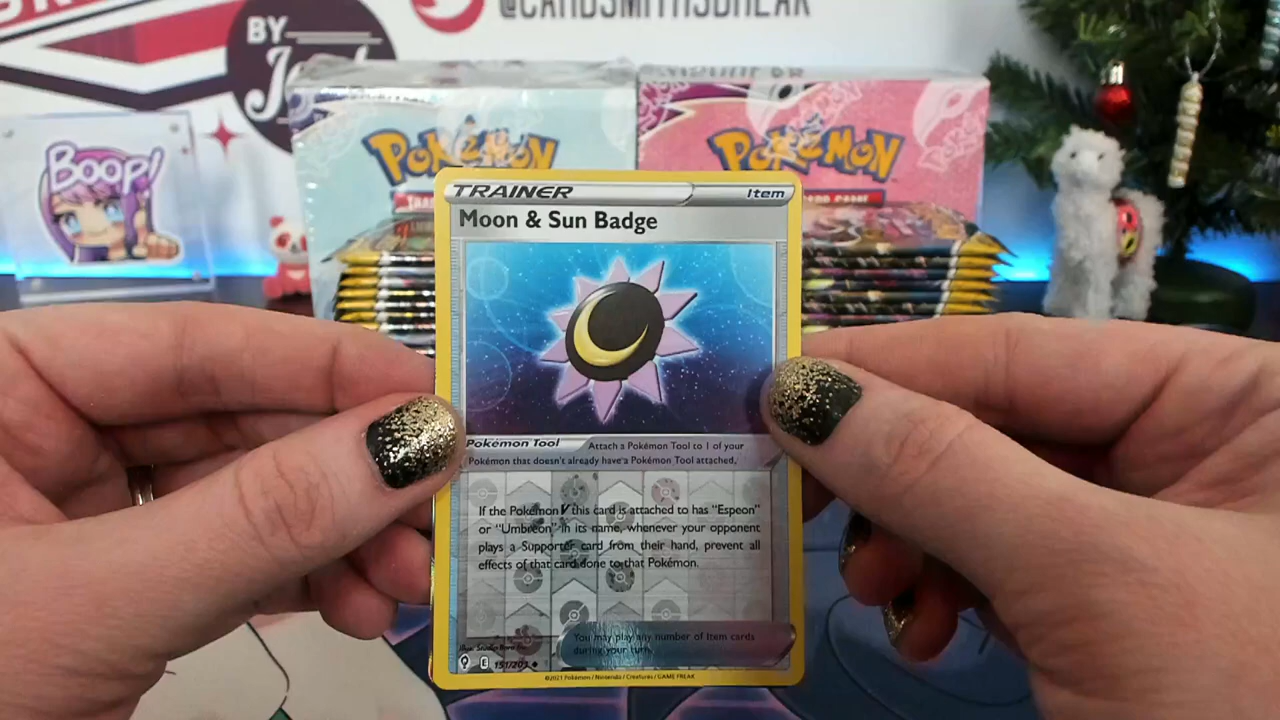 @CARDSMITHSBREAK
BY
Boop!
POKÉMON
POKÉMON
TRAINER
Item
Moon & Sun Badge
Pokémon Tool
Attach a Pokémon Tool to 1 of your
Pokémon that doesn't already have a Pokémon Tool attached.
If the Pokémon V this card is attached to has “Espeon”
or “Umbreon” in its name, whenever your opponent
plays a Supporter card from their hand, prevent all
effects of that card done to that Pokémon.
You may play any number of Item cards
during your turn.
E
151/203
©2021 Pokémon / Nintendo / Creatures / GAME FREAK